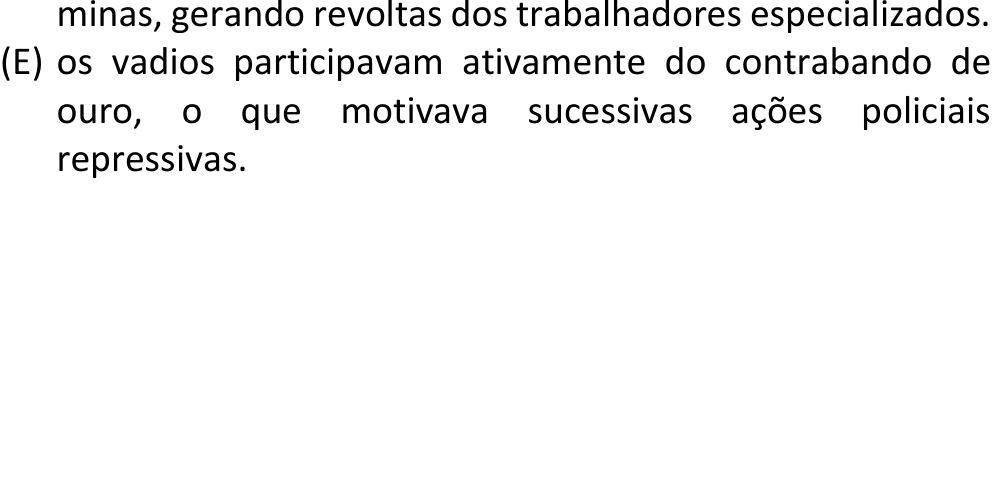 minas, gerando revoltas dos trabalhadores especializados.
(E) os vadios participavam ativamente do contrabando de
ouro, o que motivava sucessivas ações policiais
repressivas.